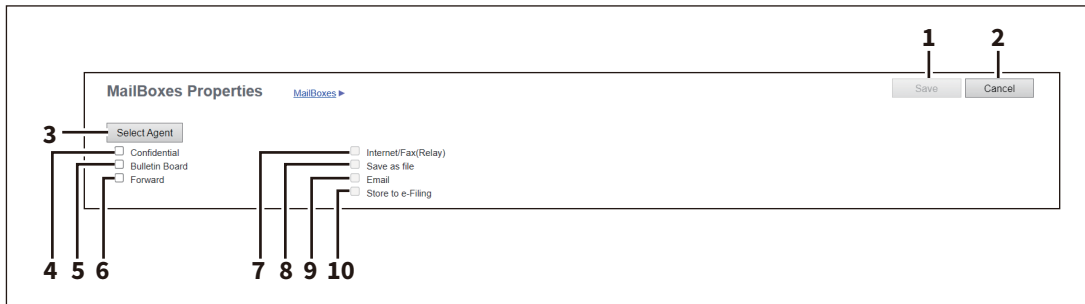 1 2
MailBoxes Properties MailBoxes ▶ Save Cancel
3 Select Agent
Confidential Internet/Fax(Relay)
Bulletin Board Save as file
Forward Email
Store to e-Filing
4 5 6 7 8 9 10